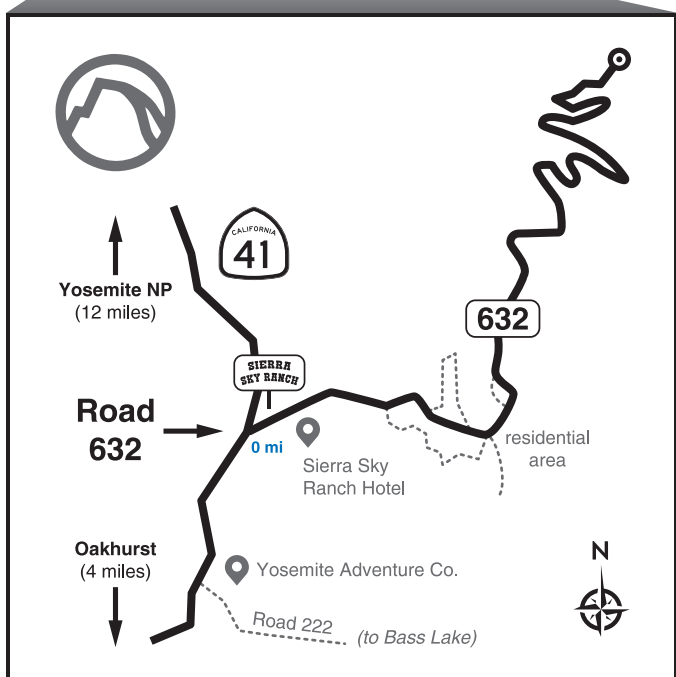 CALIFORNIA
41
Yosemite NP
(12 miles)
632
SIERRA
SKY RANCH
Road
632
0 mi
Sierra Sky
Ranch Hotel
residential
area
Oakhurst
(4 miles)
Yosemite Adventure Co.
N
Road 222
(to Bass Lake)